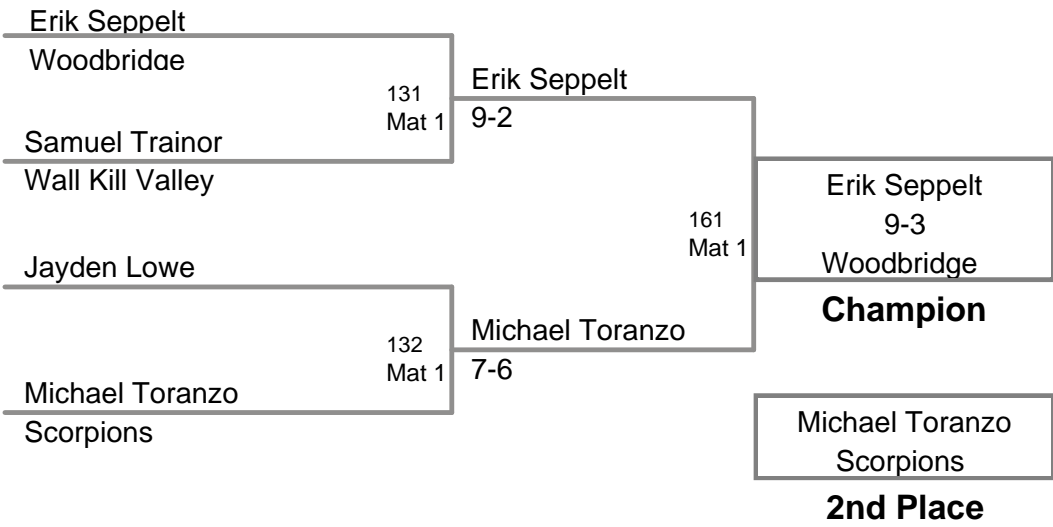 Erik Seppelt
Woodbridge
131
Mat 1
Erik Seppelt
9-2
Samuel Trainor
Wall Kill Valley
161
Mat 1
Erik Seppelt
9-3
Woodbridge
Champion
Jayden Lowe
132
Mat 1
Michael Toranzo
7-6
Michael Toranzo
Scorpions
Michael Toranzo
Scorpions
2nd Place